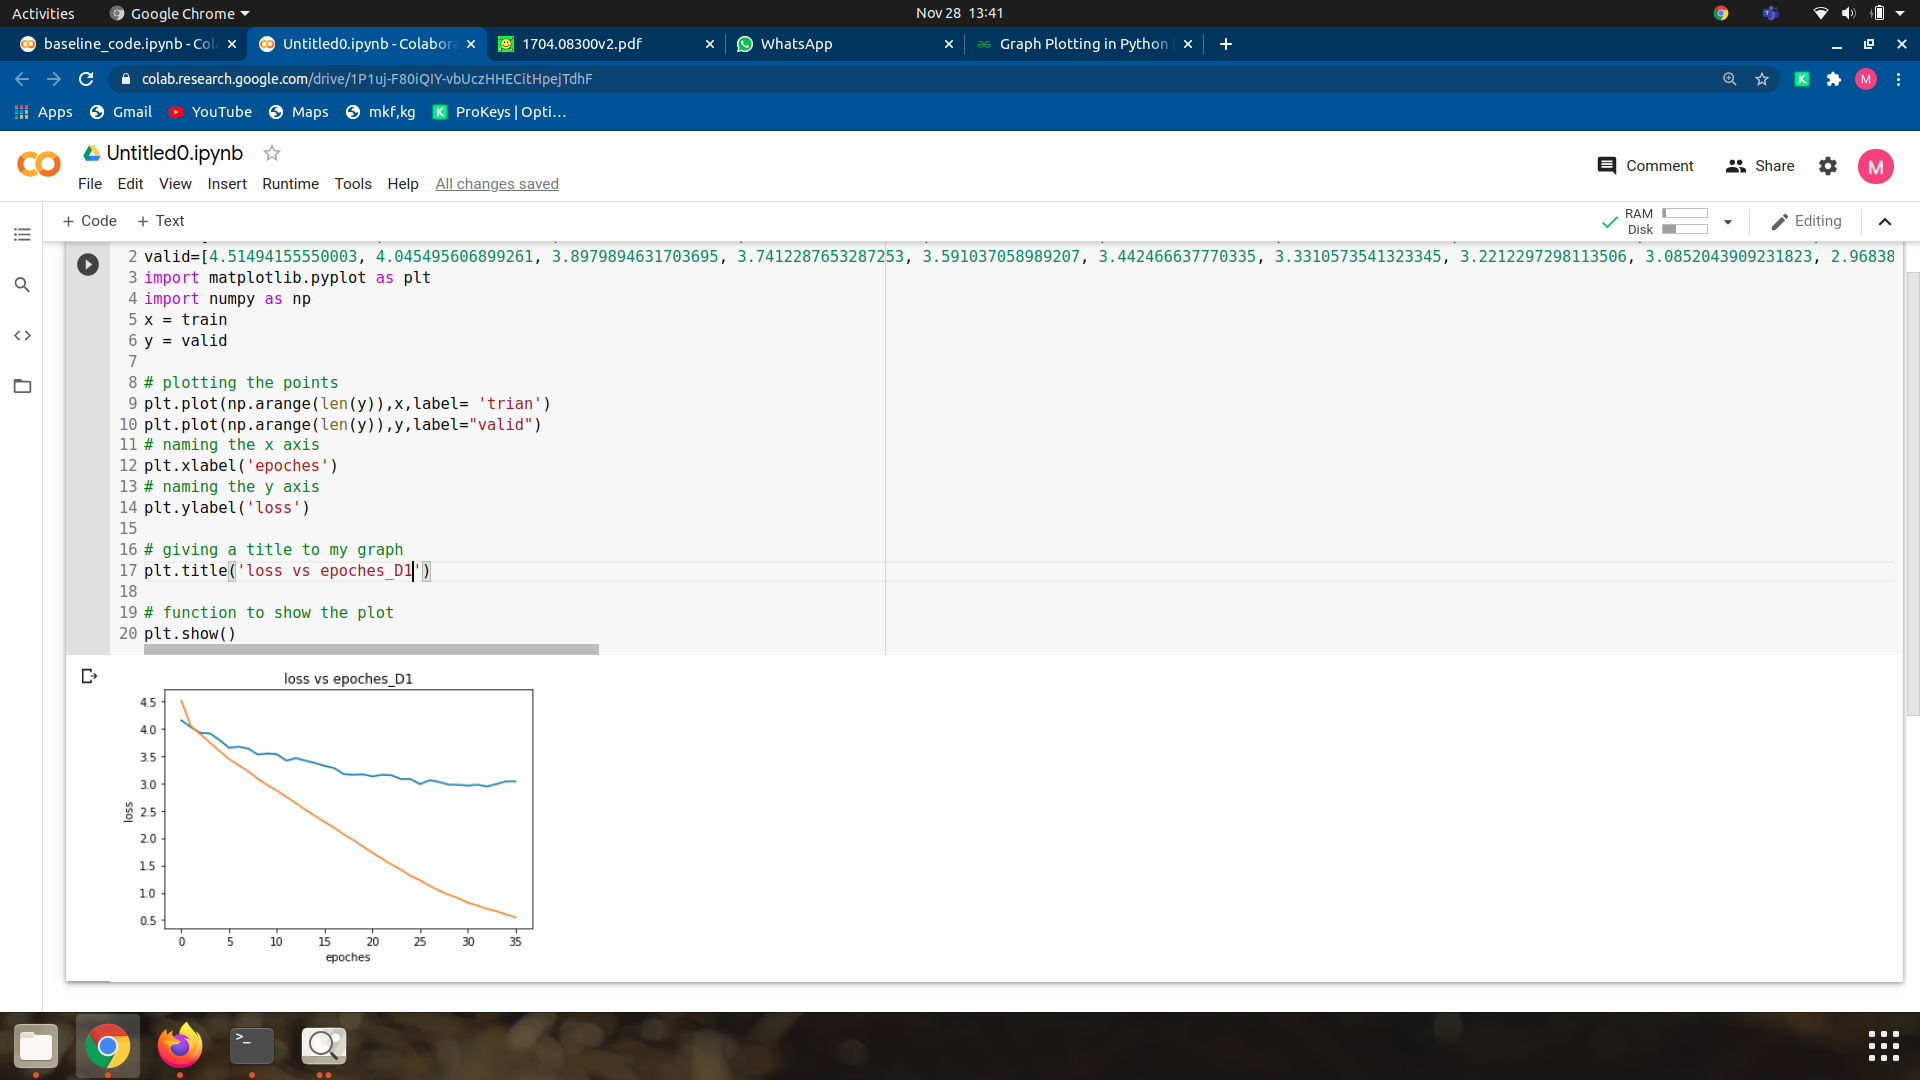 Activities Google Chrome Nov 28 13:41
baseline_code.ipynb - Col Untitled0.ipynb - Colabora 1704.08300v2.pdf WhatsApp Graph Plotting in Python
colab.research.google.com/drive/1P1uj-F80iQIY-vbUczHHECitHpejTdhF M
Apps Gmail YouTube Maps mkf,kg ProKeys | Opti…
Untitled0.ipynb
Comment Share M
File Edit View Insert Runtime Tools Help All changes saved
+ Code + Text RAM Disk Editing
2 valid=[4.51494155550003, 4.045495606899261, 3.8979894631703695, 3.7412287653287253, 3.591037058989207, 3.442466637770335, 3.3310573541323345, 3.2212297298113506, 3.0852043909231823, 2.96838
3 import matplotlib.pyplot as plt
4 import numpy as np
5 x = train
6 y = valid
7
8 # plotting the points
9 plt.plot(np.arange(len(y)),x,label= 'trian')
10 plt.plot(np.arange(len(y)),y,label="valid")
11 # naming the x axis
12 plt.xlabel('epoches')
13 # naming the y axis
14 plt.ylabel('loss')
15
16 # giving a title to my graph
17 plt.title('loss vs epoches_D1')
18
19 # function to show the plot
20 plt.show()
loss vs epoches_D1
4.5
4.0
3.5
3.0
2.5
2.0
1.5
1.0
0.5
loss
0 5 10 15 20 25 30 35
epoches